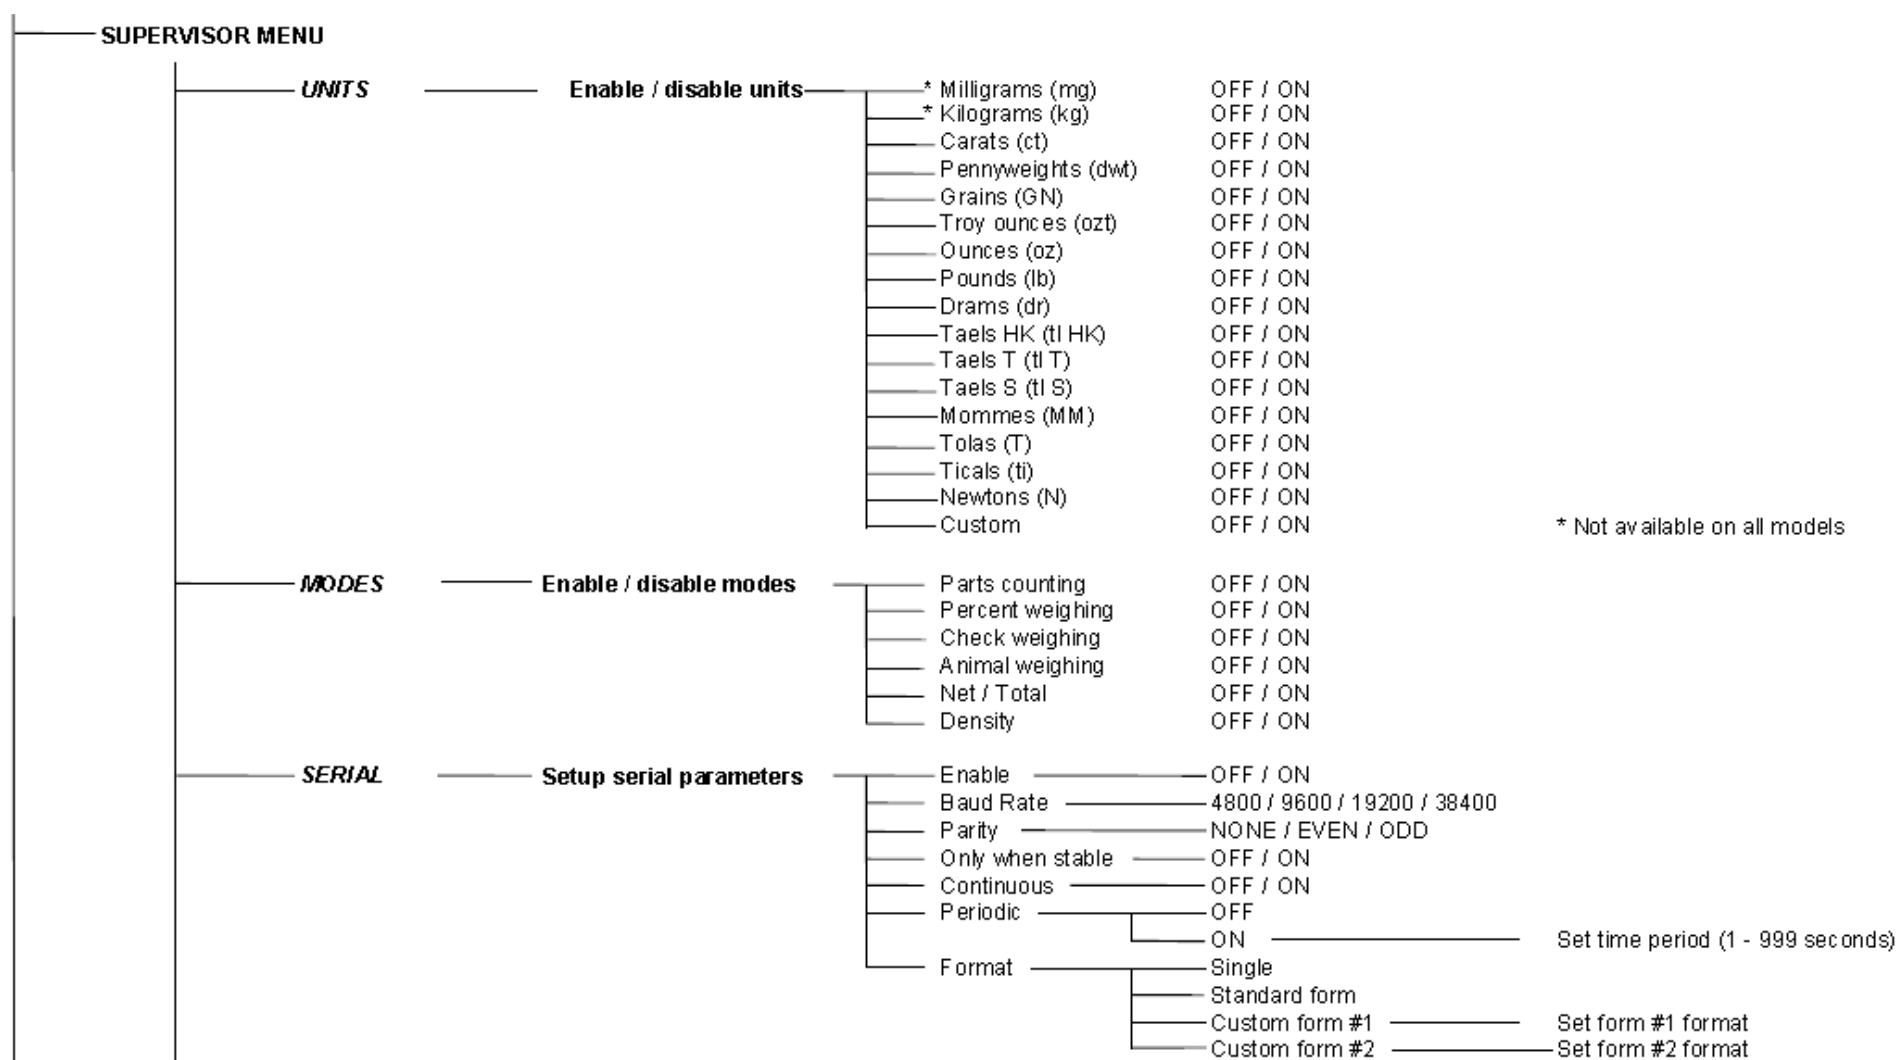 SUPERVISOR MENU
UNITS Enable / disable units * Milligrams (mg) OFF / ON
* Kilograms (kg) OFF / ON
Carats (ct) OFF / ON
Pennyweights (dwt) OFF / ON
Grains (GN) OFF / ON
Troy ounces (ozt) OFF / ON
Ounces (oz) OFF / ON
Pounds (lb) OFF / ON
Drams (dr) OFF / ON
Taels HK (tl HK) OFF / ON
Taels T (tl T) OFF / ON
Taels S (tl S) OFF / ON
Mommes (MM) OFF / ON
Tolas (T) OFF / ON
Ticals (ti) OFF / ON
Newtons (N) OFF / ON
Custom OFF / ON * Not available on all models
MODES Enable / disable modes Parts counting OFF / ON
Percent weighing OFF / ON
Check weighing OFF / ON
Animal weighing OFF / ON
Net / Total OFF / ON
Density OFF / ON
SERIAL Setup serial parameters Enable OFF / ON
Baud Rate 4800 / 9600 / 19200 / 38400
Parity NONE / EVEN / ODD
Only when stable OFF / ON
Continuous OFF / ON
Periodic OFF
ON Set time period (1 - 999 seconds)
Format Single
Standard form
Custom form #1 Set form #1 format
Custom form #2 Set form #2 format